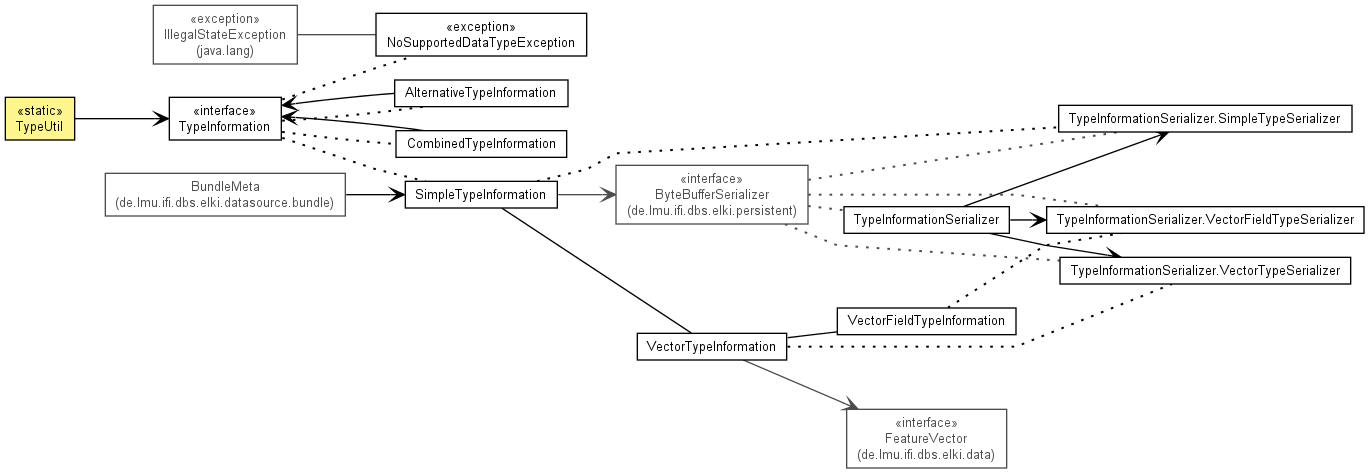 «exception»
IllegalStateException
(java.lang)
«exception»
NoSupportedDataTypeException
«static»
TypeUtil
«interface»
TypeInformation
AlternativeTypeInformation
CombinedTypeInformation
BundleMeta
(de.lmu.ifi.dbs.elki.datasource.bundle)
SimpleTypeInformation
«interface»
ByteBufferSerializer
(de.lmu.ifi.dbs.elki.persistent)
TypeInformationSerializer
TypeInformationSerializer.SimpleTypeSerializer
TypeInformationSerializer.VectorFieldTypeSerializer
TypeInformationSerializer.VectorTypeSerializer
VectorFieldTypeInformation
VectorTypeInformation
«interface»
FeatureVector
(de.lmu.ifi.dbs.elki.data)